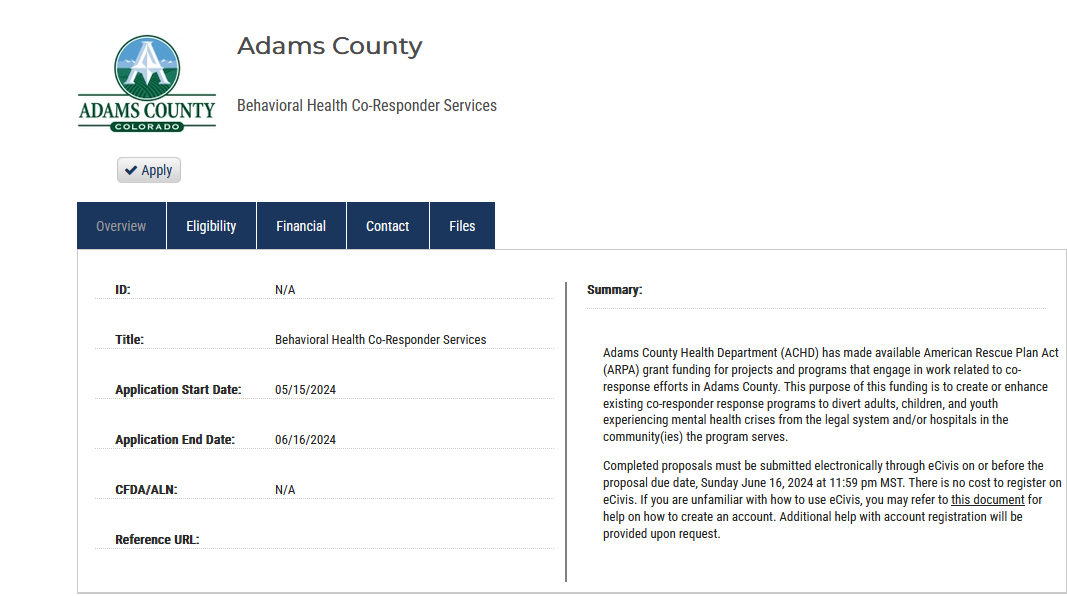 Adams County
ADAMS COUNTY
COLORADO
Behavioral Health Co-Responder Services
Apply
Overview Eligibility Financial Contact Files
ID: N/A
Title: Behavioral Health Co-Responder Services
Application Start Date: 05/15/2024
Application End Date: 06/16/2024
CFDA/ALN: N/A
Reference URL:
Summary:
Adams County Health Department (ACHD) has made available American Rescue Plan Act
(ARPA) grant funding for projects and programs that engage in work related to co-
response efforts in Adams County. This purpose of this funding is to create or enhance
existing co-responder response programs to divert adults, children, and youth
experiencing mental health crises from the legal system and/or hospitals in the
community(ies) the program serves.
Completed proposals must be submitted electronically through eCivis on or before the
proposal due date, Sunday June 16, 2024 at 11:59 pm MST. There is no cost to register on
eCivis. If you are unfamiliar with how to use eCivis, you may refer to this document for
help on how to create an account. Additional help with account registration will be
provided upon request.